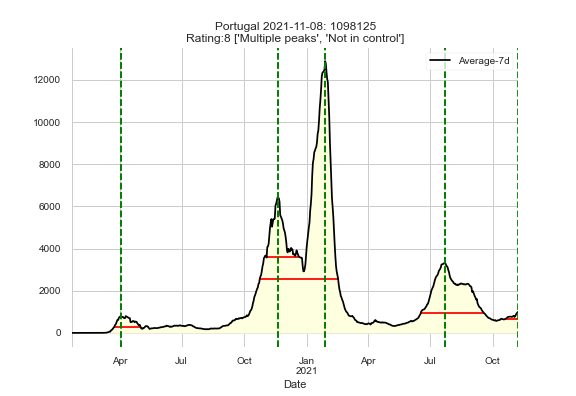 Portugal 2021-11-08: 1098125
Rating:8 ['Multiple peaks', 'Not in control']
Average-7d
12000
10000
8000
6000
4000
2000
0
Apr Jul Oct Jan Apr Jul Oct
2021
Date